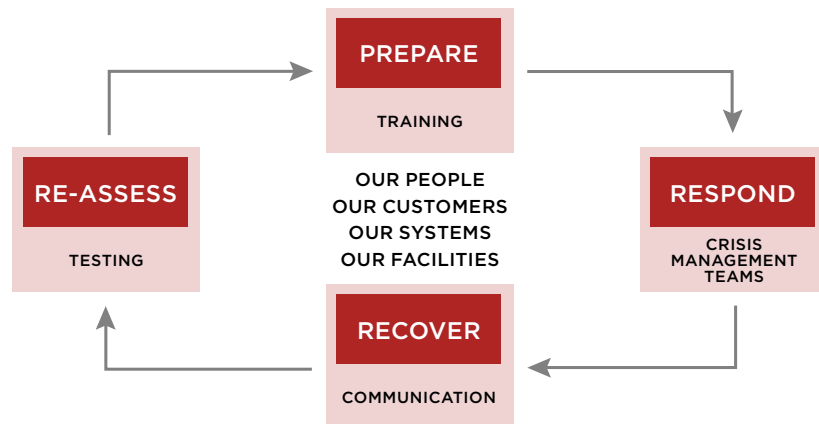 PREPARE
TRAINING
RE-ASSESS
TESTING
OUR PEOPLE
OUR CUSTOMERS
OUR SYSTEMS
OUR FACILITIES
RESPOND
CRISIS
MANAGEMENT
TEAMS
RECOVER
COMMUNICATION